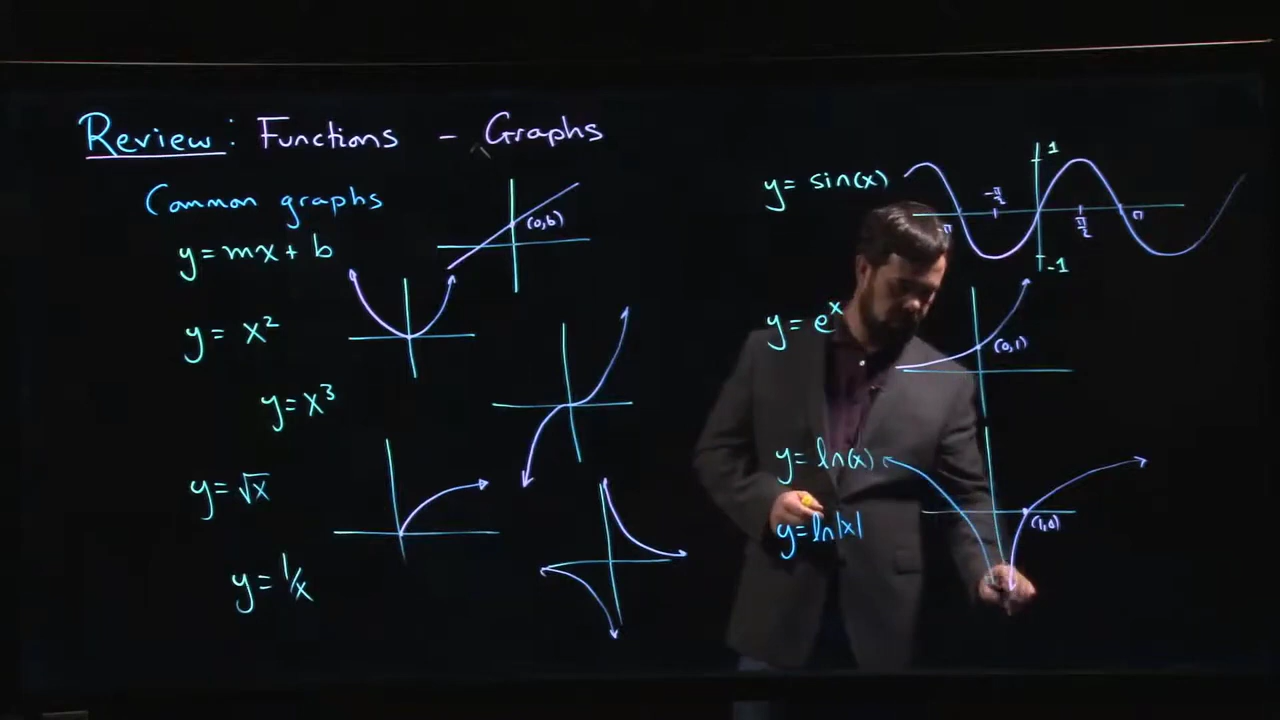 Review: Functions - Graphs
Common graphs
y = mx + b
(0,b)
y = x²
y = x³
y = √x
y = 1/x
y = sin(x)
1
-π
-π/2
π/2
π
-1
y = eˣ
(0,1)
y = ln(x)
y = ln|x|
(1,0)